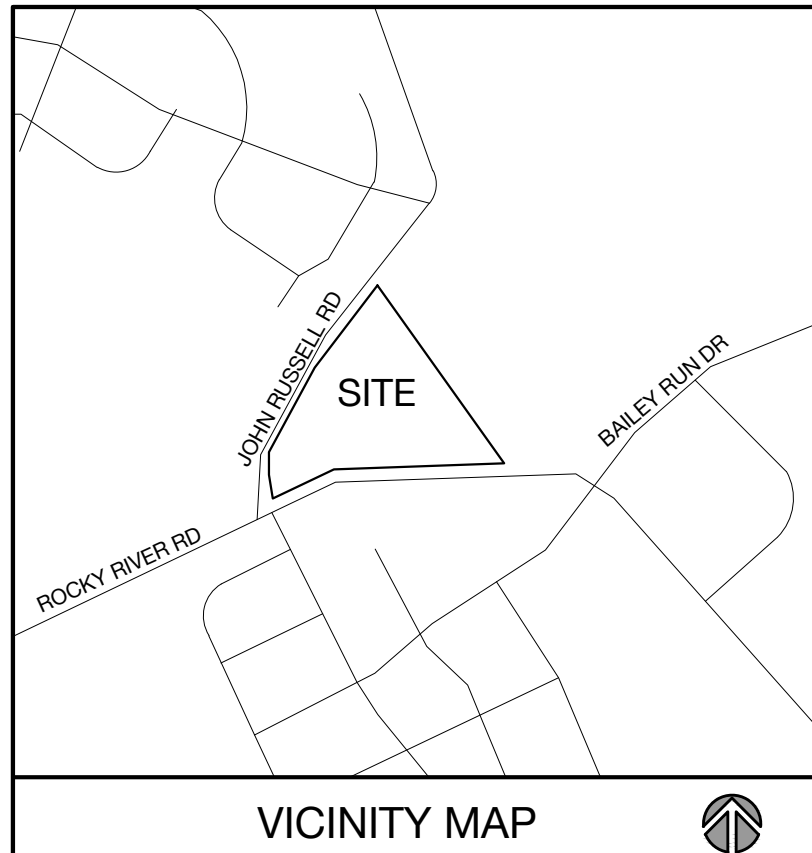 JOHN RUSSELL RD
SITE
BAILEY RUN DR
ROCKY RIVER RD
VICINITY MAP